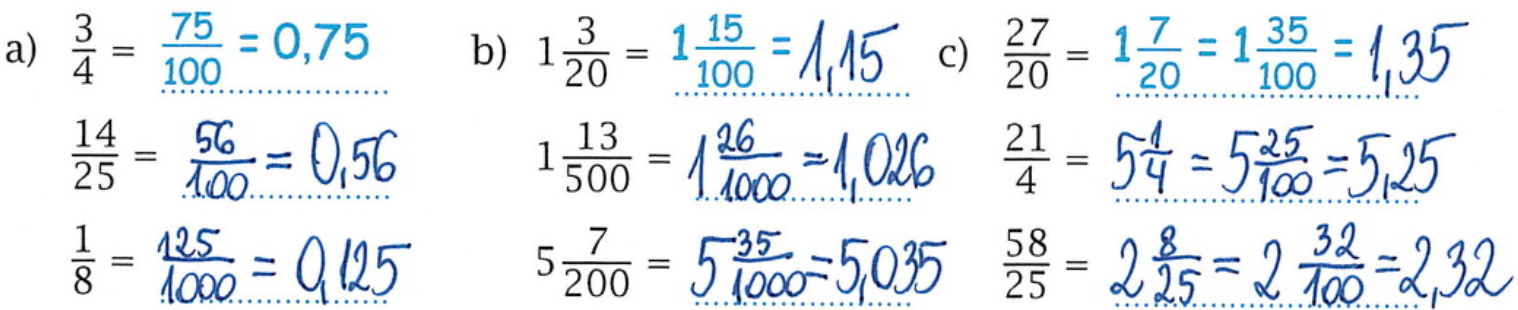 a) 3/4 = 75/100 = 0,75 b) 1 3/20 = 1 15/100 = 1,15 c) 27/20 = 1 7/20 = 1 35/100 = 1,35
14/25 = 56/100 = 0,56 1 13/500 = 1 26/1000 = 1,026 21/4 = 5 1/4 = 5 25/100 = 5,25
1/8 = 125/1000 = 0,125 5 7/200 = 5 35/1000 = 5,035 58/25 = 2 8/25 = 2 32/100 = 2,32